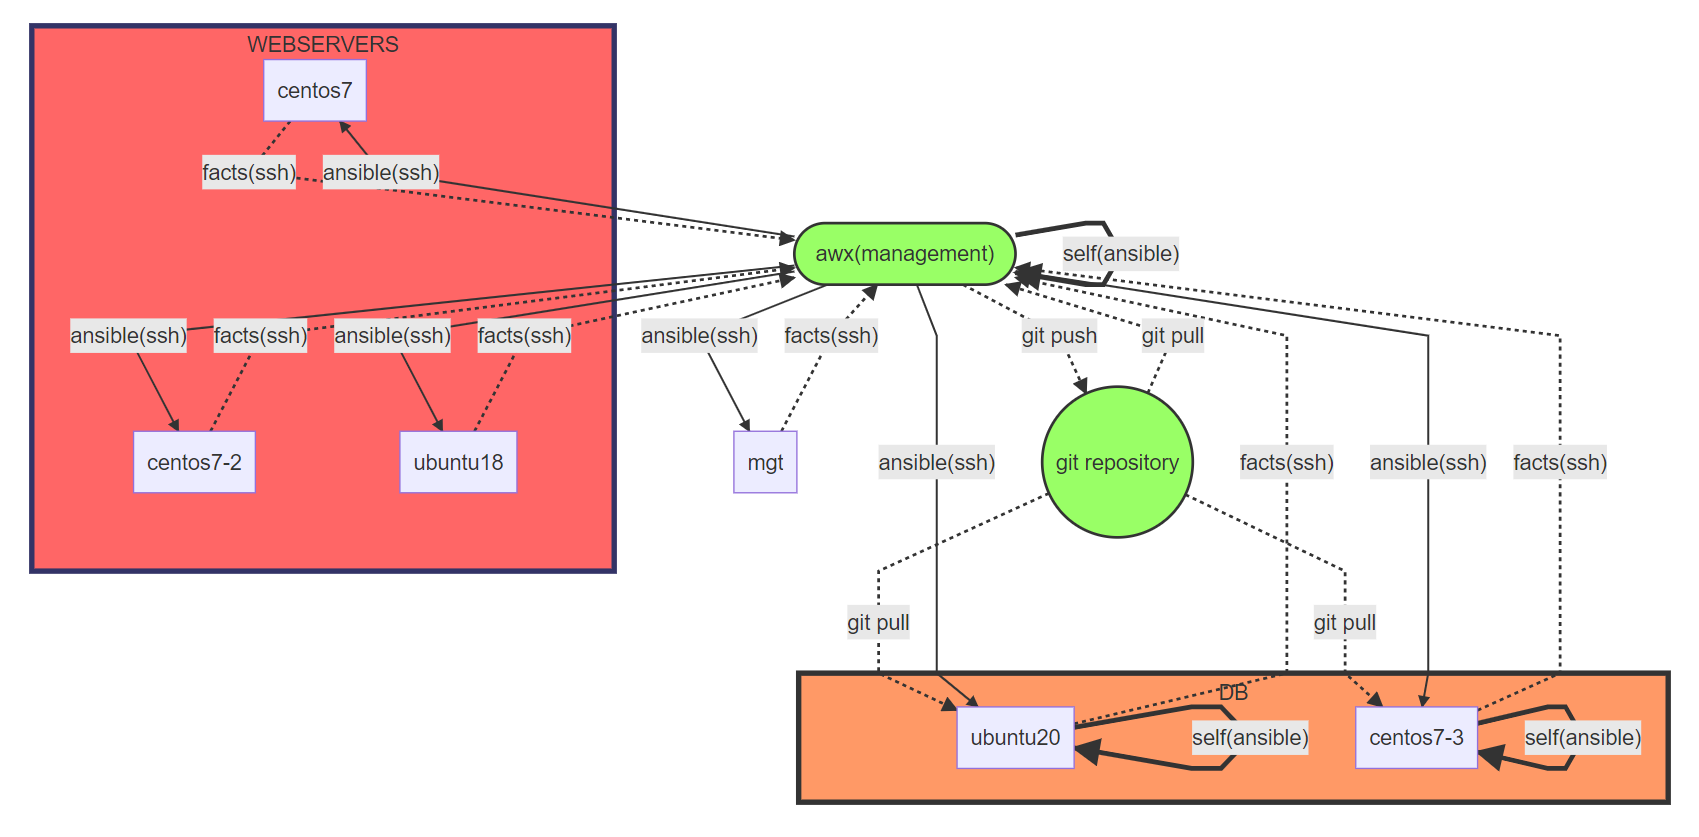 WEBSERVERS
centos7
facts(ssh)
ansible(ssh)
awx(management)
self(ansible)
ansible(ssh)
facts(ssh)
ansible(ssh)
facts(ssh)
ansible(ssh)
facts(ssh)
git push
git pull
centos7-2
ubuntu18
mgt
ansible(ssh)
git repository
facts(ssh)
ansible(ssh)
facts(ssh)
git pull
git pull
DB
ubuntu20
self(ansible)
centos7-3
self(ansible)